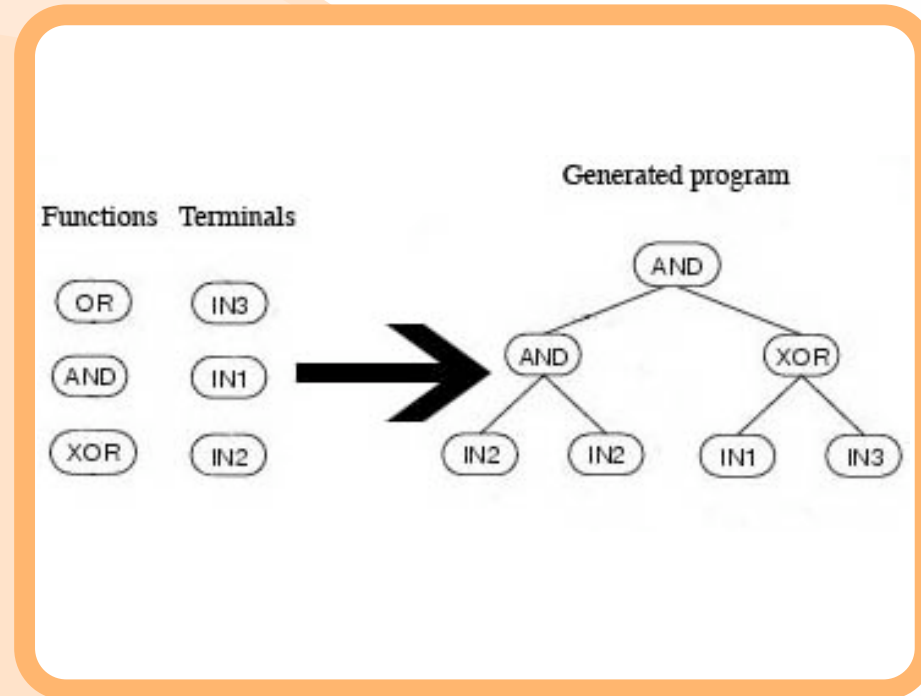 Generated program
Functions Terminals
OR IN3
AND IN1
XOR IN2
AND
AND XOR
IN2 IN2 IN1 IN3